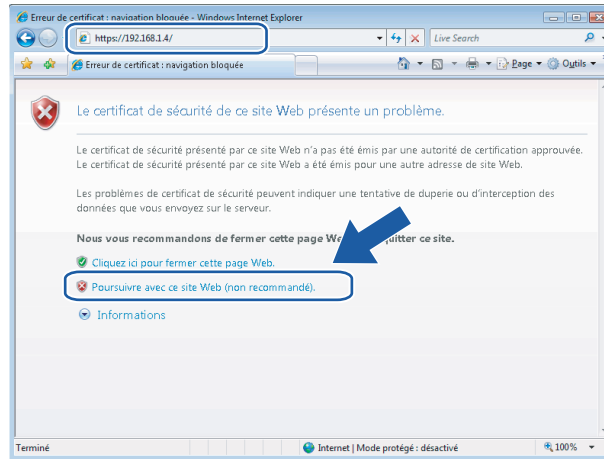 Erreur de certificat : navigation bloquée - Windows Internet Explorer
https://192.168.1.4/
Live Search
Erreur de certificat : navigation bloquée
Page
Outils
Le certificat de sécurité de ce site Web présente un problème.
Le certificat de sécurité présenté par ce site Web n'a pas été émis par une autorité de certification approuvée.
Le certificat de sécurité présenté par ce site Web a été émis pour une autre adresse de site Web.
Les problèmes de certificat de sécurité peuvent indiquer une tentative de duperie ou d'interception des
données que vous envoyez sur le serveur.
Nous vous recommandons de fermer cette page We uitter ce site.
Cliquez ici pour fermer cette page Web.
Poursuivre avec ce site Web (non recommandé).
Informations
Terminé
Internet | Mode protégé : désactivé
100%